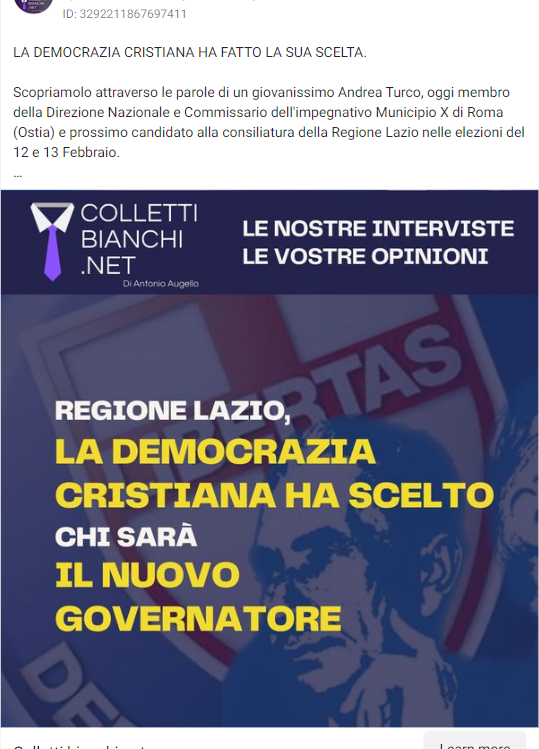 ID: 3292211867697411
LA DEMOCRAZIA CRISTIANA HA FATTO LA SUA SCELTA.
Scopriamolo attraverso le parole di un giovanissimo Andrea Turco, oggi membro
della Direzione Nazionale e Commissario dell'impegnativo Municipio X di Roma
(Ostia) e prossimo candidato alla consiliatura della Regione Lazio nelle elezioni del
12 e 13 Febbraio.
...
COLLETTI
BIANCHI
.NET
Di Antonio Augello
LE NOSTRE INTERVISTE
LE VOSTRE OPINIONI
LIBERTAS
REGIONE LAZIO,
LA DEMOCRAZIA
CRISTIANA HA SCELTO
CHI SARÀ
IL NUOVO
GOVERNATORE
DE
Learn more